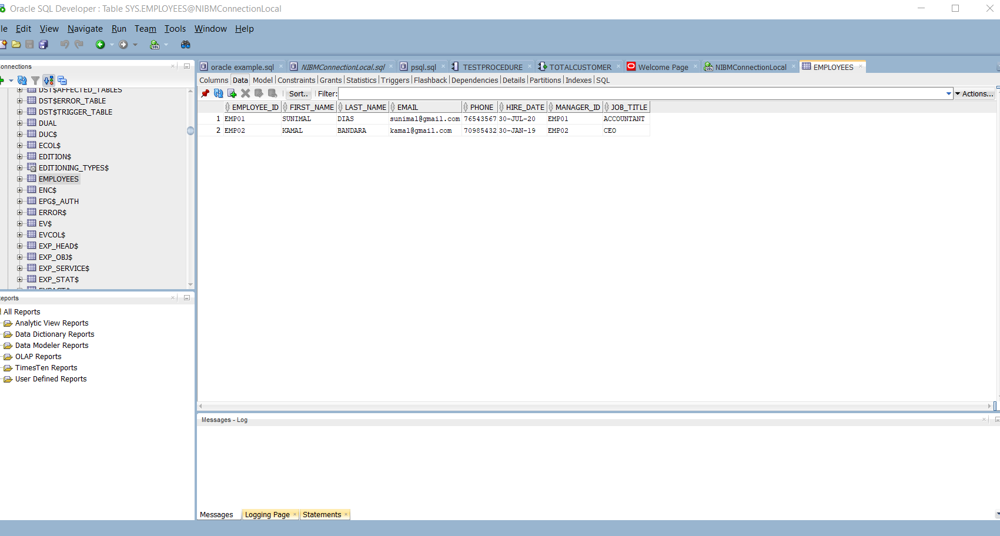 Oracle SQL Developer : Table SYS.EMPLOYEES@NIBMConnectionLocal
le Edit View Navigate Run Team Tools Window Help
onnections
DST$AFFECTED_TABLES
DST$ERROR_TABLE
DST$TRIGGER_TABLE
DUAL
DUC$
ECOL$
EDITION$
EDITIONING_TYPES$
EMPLOYEES
ENC$
EPG$_AUTH
ERROR$
EV$
EVCOL$
EXP_HEAD$
EXP_OBJ$
EXP_SERVICE$
EXP_STAT$
eports
All Reports
Analytic View Reports
Data Dictionary Reports
Data Modeler Reports
OLAP Reports
TimesTen Reports
User Defined Reports
oracle example.sql NIBMConnectionLocal.sql psql.sql TESTPROCEDURE TOTALCUSTOMER Welcome Page NIBMConnectionLocal EMPLOYEES
Columns Data Model Constraints Grants Statistics Triggers Flashback Dependencies Details Partitions Indexes SQL
Sort.. Filter: Actions...
EMPLOYEE_ID FIRST_NAME LAST_NAME EMAIL PHONE HIRE_DATE MANAGER_ID JOB_TITLE
1 EMP01 SUNIMAL DIAS sunimal@gmail.com 76543567 30-JUL-20 EMP01 ACCOUNTANT
2 EMP02 KAMAL BANDARA kamal@gmail.com 70985432 30-JAN-19 EMP02 CEO
Messages - Log
Messages Logging Page Statements